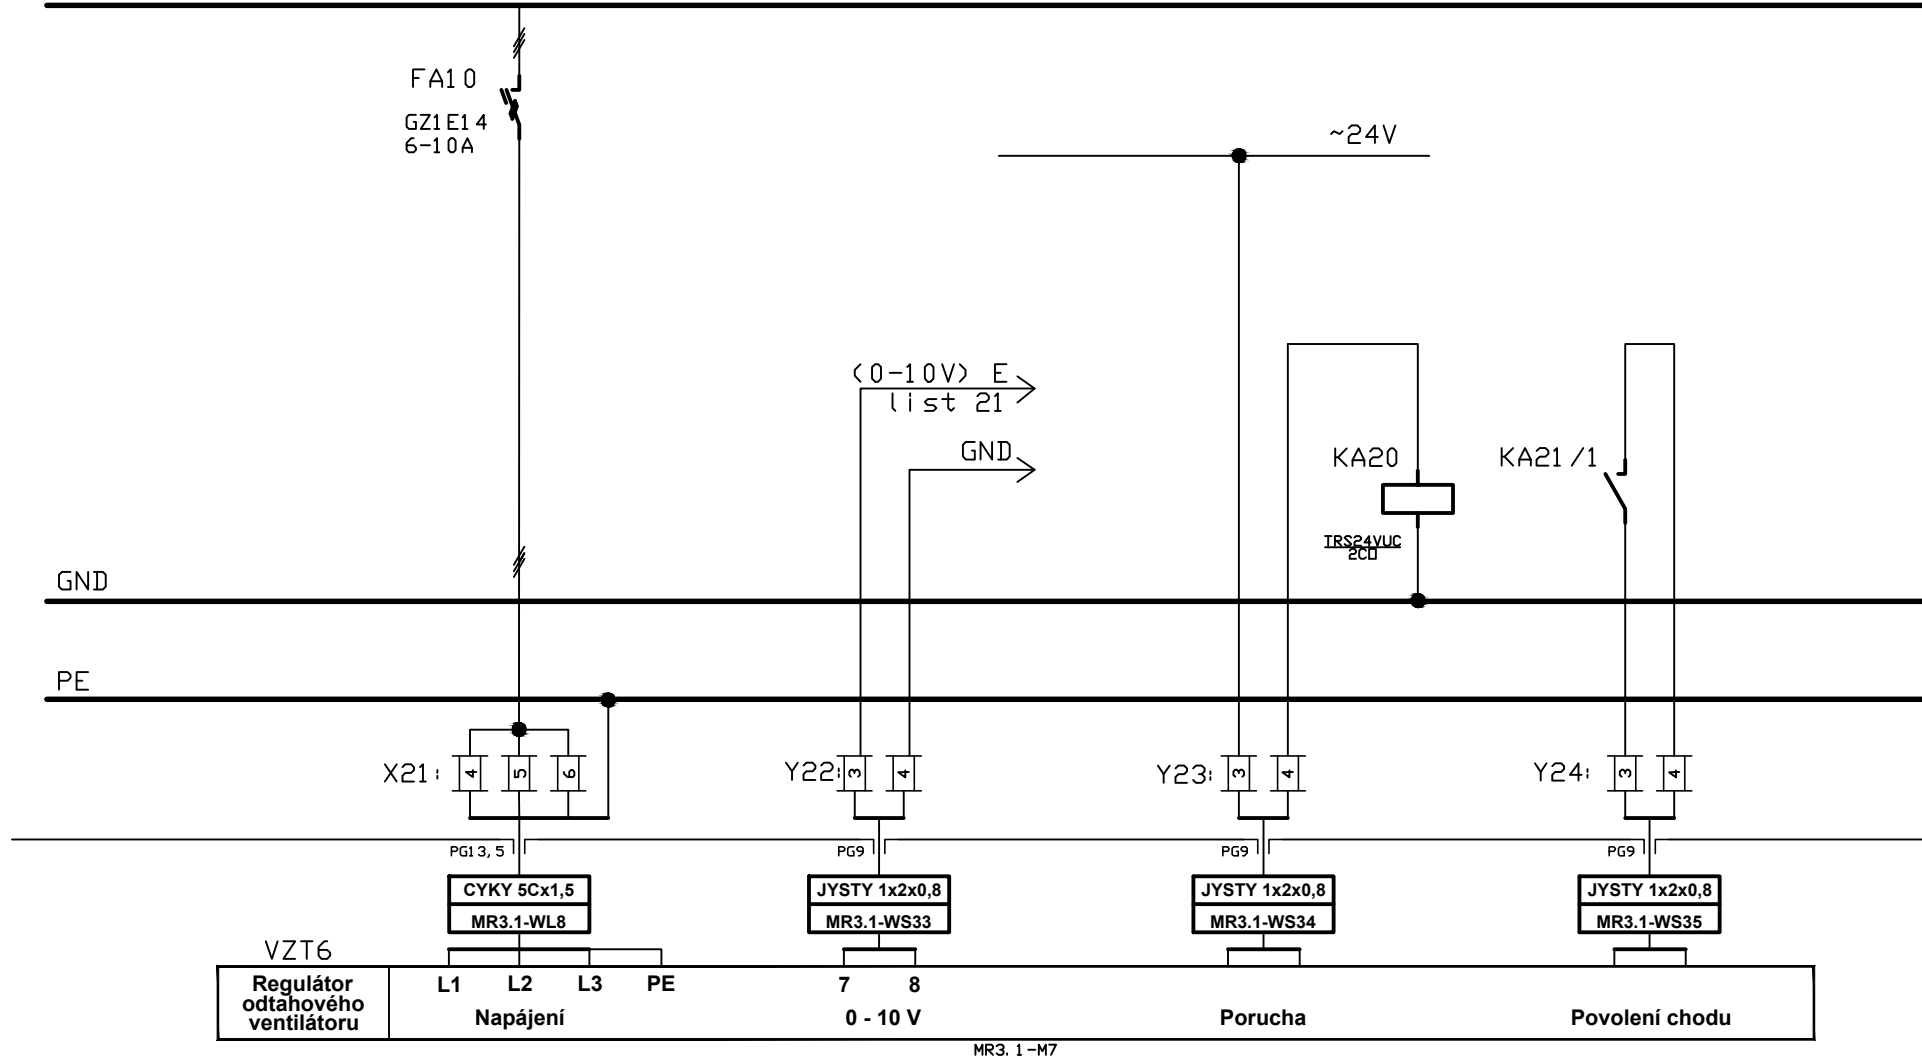 FA10
GZ1E14
6-10A
~24V
(0-10V) E
list 21
GND
KA20
KA21/1
TRS24VUC
2CO
GND
PE
X21:
4
5
6
Y22:
3
4
Y23:
3
4
Y24:
3
4
PG13,5
PG9
PG9
PG9
CYKY 5Cx1,5
MR3.1-WL8
JYSTY 1x2x0,8
MR3.1-WS33
JYSTY 1x2x0,8
MR3.1-WS34
JYSTY 1x2x0,8
MR3.1-WS35
VZT6
Regulátor
odtahového
ventilátoru
L1 L2 L3 PE
Napájení
7 8
0 - 10 V
Porucha
Povolení chodu
MR3.1-M7